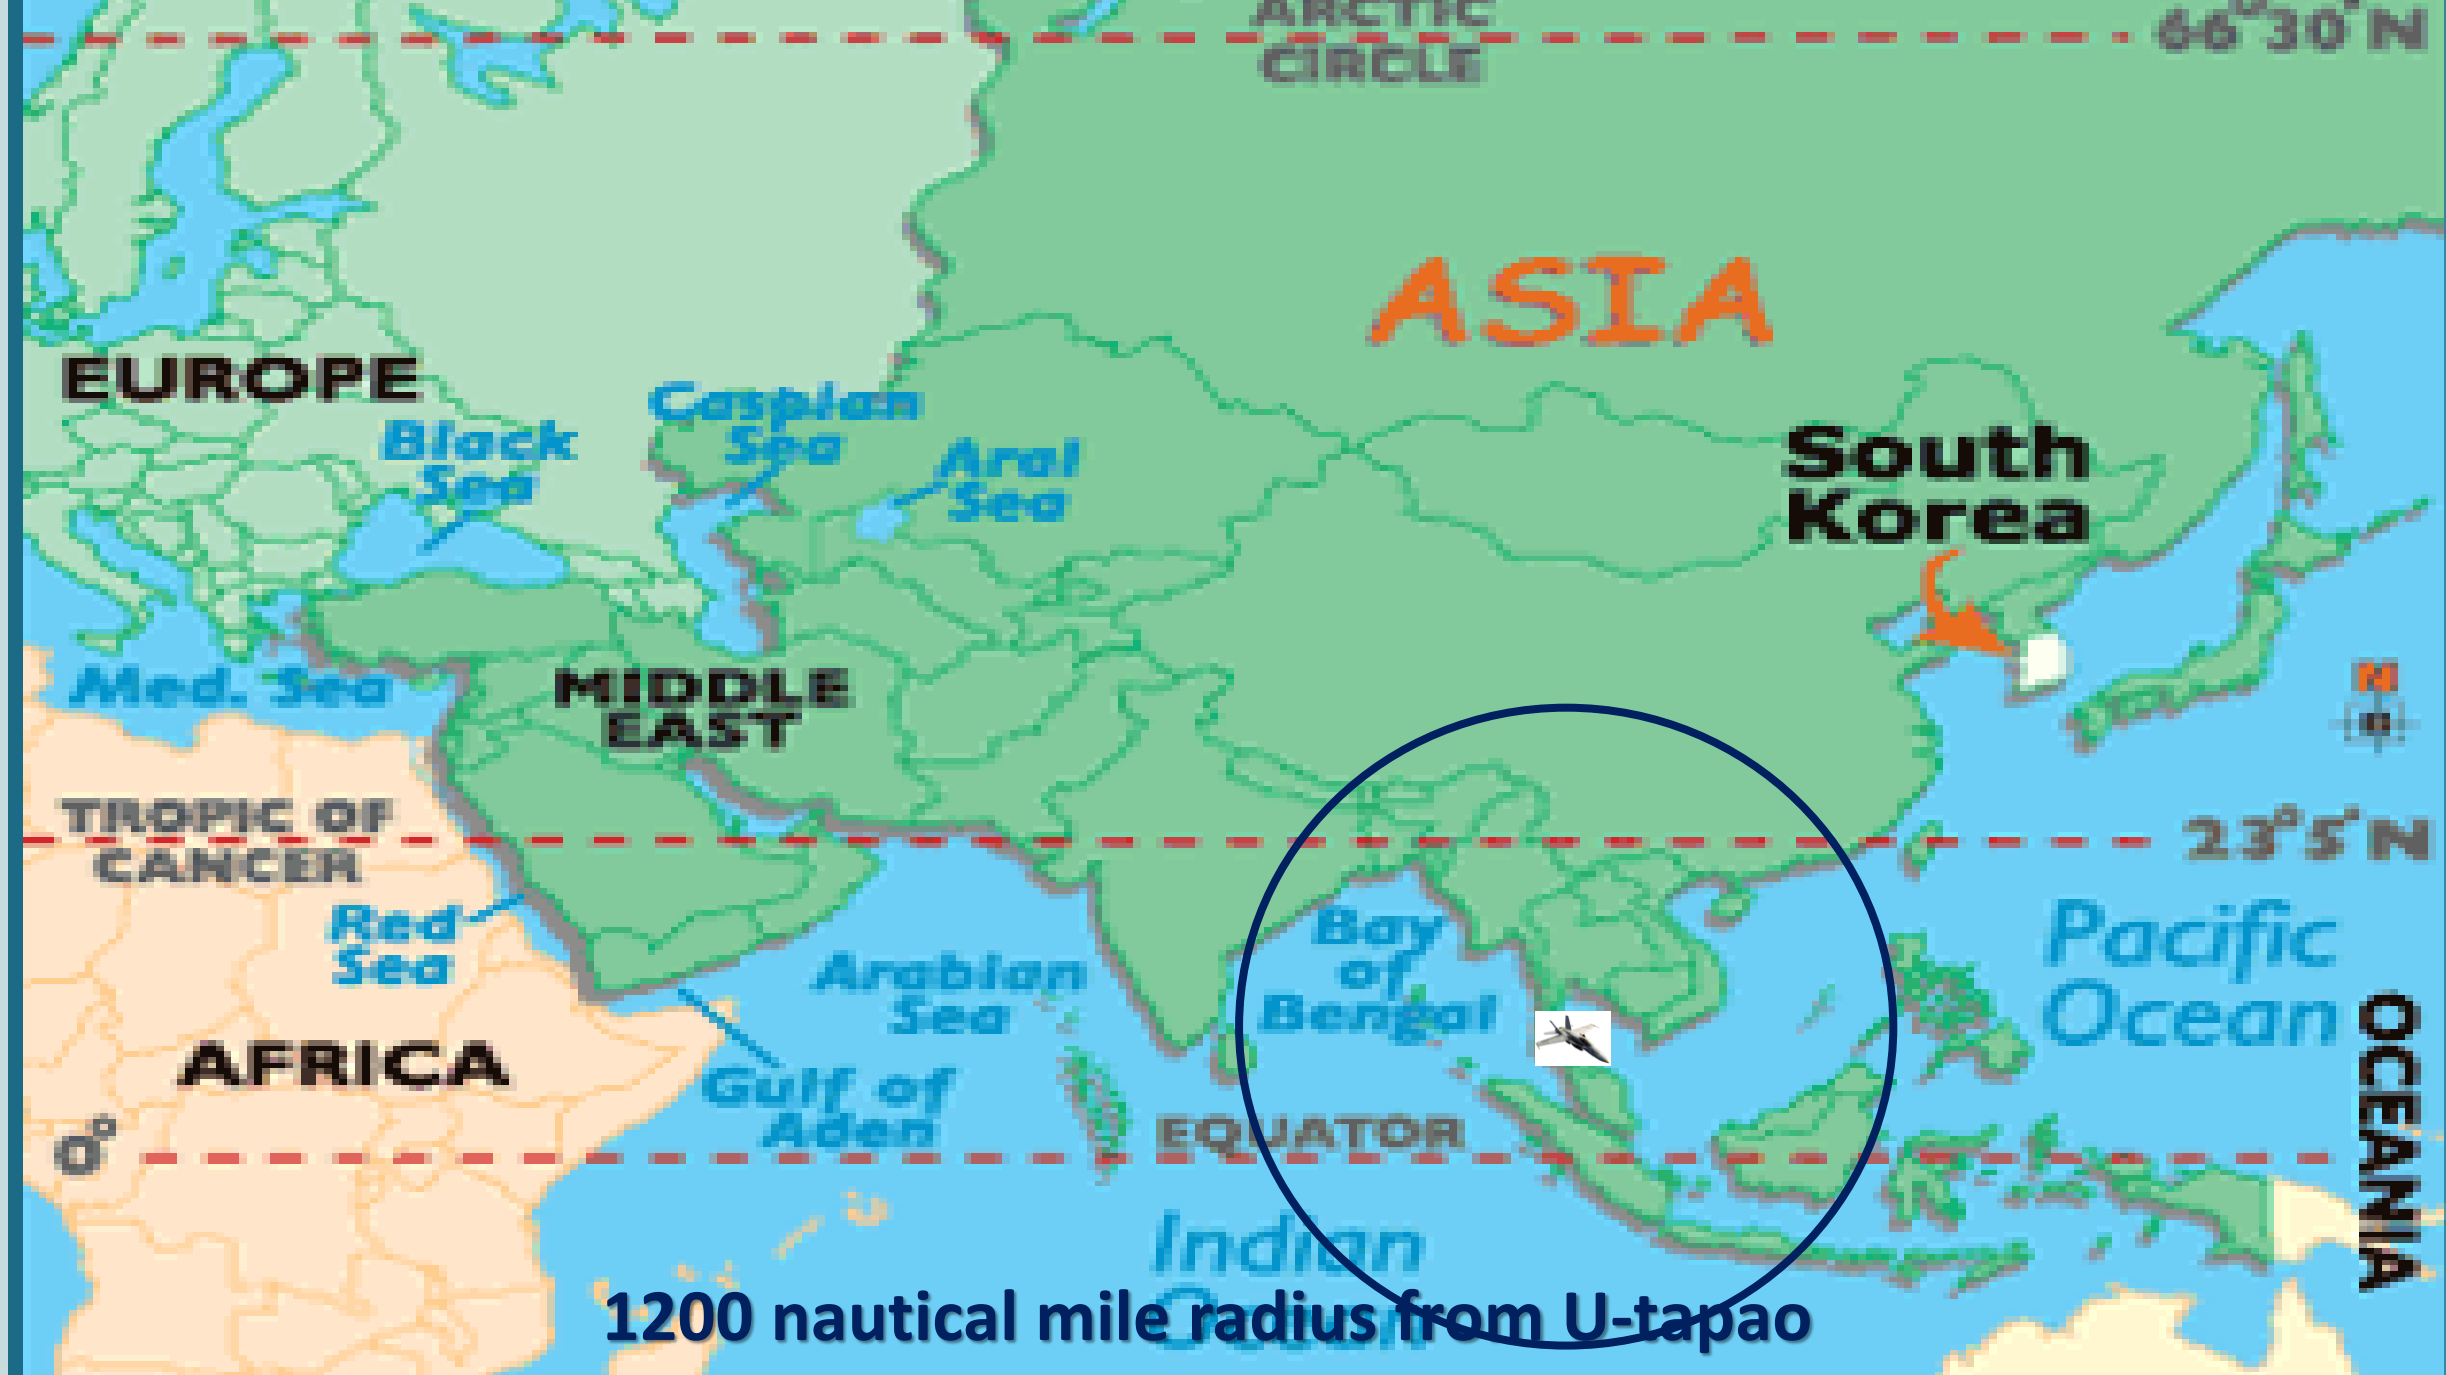 ARCTIC
CIRCLE
66°30'N
ASIA
EUROPE
Black
Sea
Caspian
Sea
Aral
Sea
South
Korea
Med. Sea
MIDDLE
EAST
N
TROPIC OF
CANCER
23°5'N
Red
Sea
Arabian
Sea
Bay
of
Bengal
Pacific
Ocean
AFRICA
Gulf of
Aden
EQUATOR
0°
OCEANIA
Indian
Ocean
1200 nautical mile radius from U-tapao